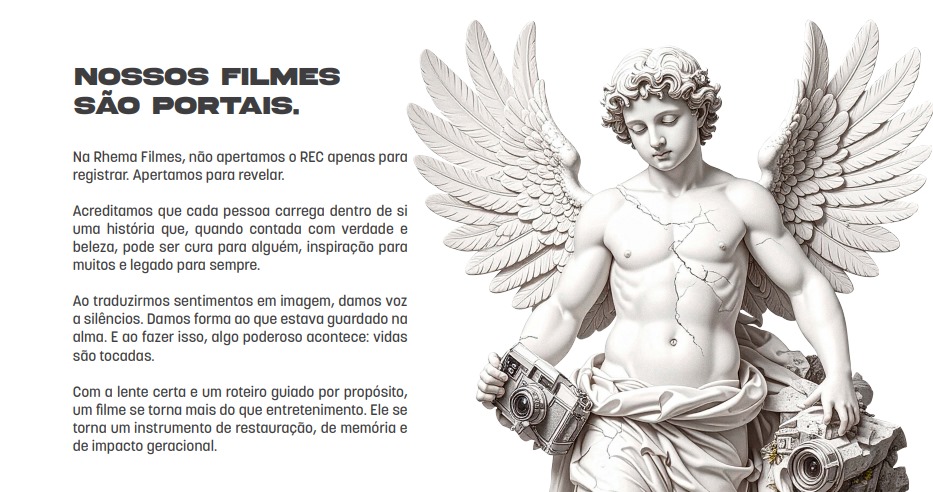 NOSSOS FILMES
SÃO PORTAIS.
Na Rhema Filmes, não apertamos o REC apenas para
registrar. Apertamos para revelar.
Acreditamos que cada pessoa carrega dentro de si
uma história que, quando contada com verdade e
beleza, pode ser cura para alguém, inspiração para
muitos e legado para sempre.
Ao traduzirmos sentimentos em imagem, damos voz
a silêncios. Damos forma ao que estava guardado na
alma. E ao fazer isso, algo poderoso acontece: vidas
são tocadas.
Com a lente certa e um roteiro guiado por propósito,
um filme se torna mais do que entretenimento. Ele se
torna um instrumento de restauração, de memória e
de impacto geracional.